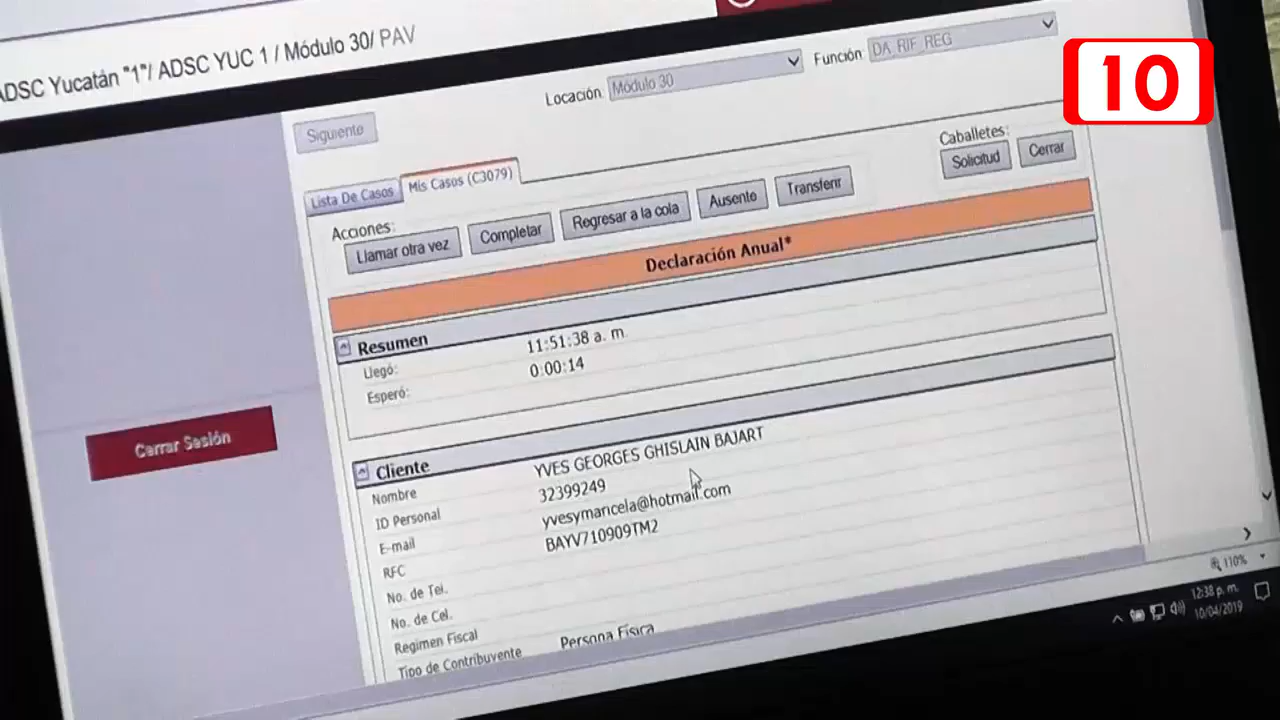 ADSC Yucatán "1"/ ADSC YUC 1 / Módulo 30/ PAV
10
Locación Módulo 30 Función: DA RIF REG
Siguiente
Caballetes:
Solicitud Cerrar
Lista De Casos Mis Casos (C3079)
Acciones:
Llamar otra vez Completar Regresar a la cola Ausente Transferir
Declaración Anual*
Resumen
Llegó: 11:51:38 a. m.
Esperó: 0:00:14
Cerrar Sesión
Cliente
Nombre YVES GEORGES GHISLAIN BAJART
ID Personal 32399249
E-mail yvesymaricela@hotmail.com
RFC BAYV710909TM2
No. de Tel.
No. de Cel.
Regimen Fiscal
Tipo de Contribuyente Persona Física
110%
12:38 p. m.
10/04/2019